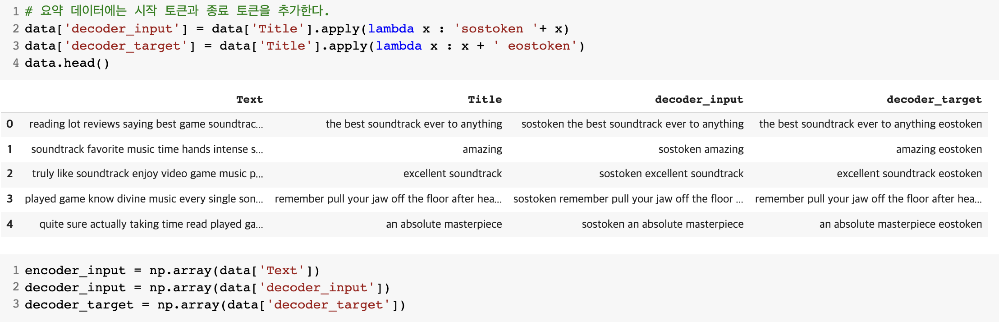 1 # 요약 데이터에는 시작 토큰과 종료 토큰을 추가한다.
2 data['decoder_input'] = data['Title'].apply(lambda x : 'sostoken '+ x)
3 data['decoder_target'] = data['Title'].apply(lambda x : x + ' eostoken')
4 data.head()
Text Title decoder_input decoder_target
0 reading lot reviews saying best game soundtrac... the best soundtrack ever to anything sostoken the best soundtrack ever to anything the best soundtrack ever to anything eostoken
1 soundtrack favorite music time hands intense s... amazing sostoken amazing amazing eostoken
2 truly like soundtrack enjoy video game music p... excellent soundtrack sostoken excellent soundtrack excellent soundtrack eostoken
3 played game know divine music every single son... remember pull your jaw off the floor after hea... sostoken remember pull your jaw off the floor ... remember pull your jaw off the floor after hea...
4 quite sure actually taking time read played ga... an absolute masterpiece sostoken an absolute masterpiece an absolute masterpiece eostoken
1 encoder_input = np.array(data['Text'])
2 decoder_input = np.array(data['decoder_input'])
3 decoder_target = np.array(data['decoder_target'])